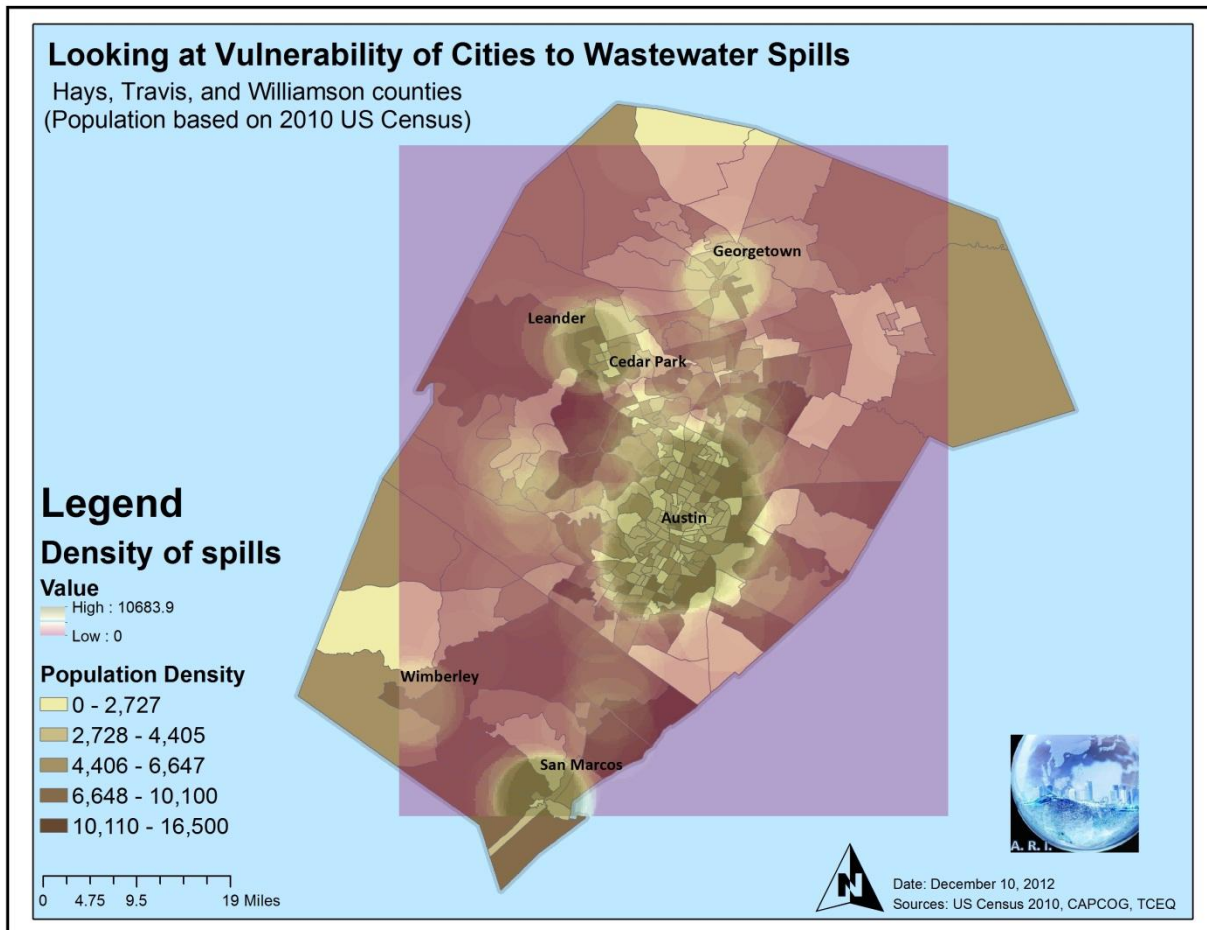 Looking at Vulnerability of Cities to Wastewater Spills
Hays, Travis, and Williamson counties
(Population based on 2010 US Census)
Georgetown
Leander
Cedar Park
Austin
Wimberley
San Marcos
Legend
Density of spills
Value
High : 10683.9
Low : 0
Population Density
0 - 2,727
2,728 - 4,405
4,406 - 6,647
6,648 - 10,100
10,110 - 16,500
0 4.75 9.5 19 Miles
A. R. I.
N
Date: December 10, 2012
Sources: US Census 2010, CAPCOG, TCEQ